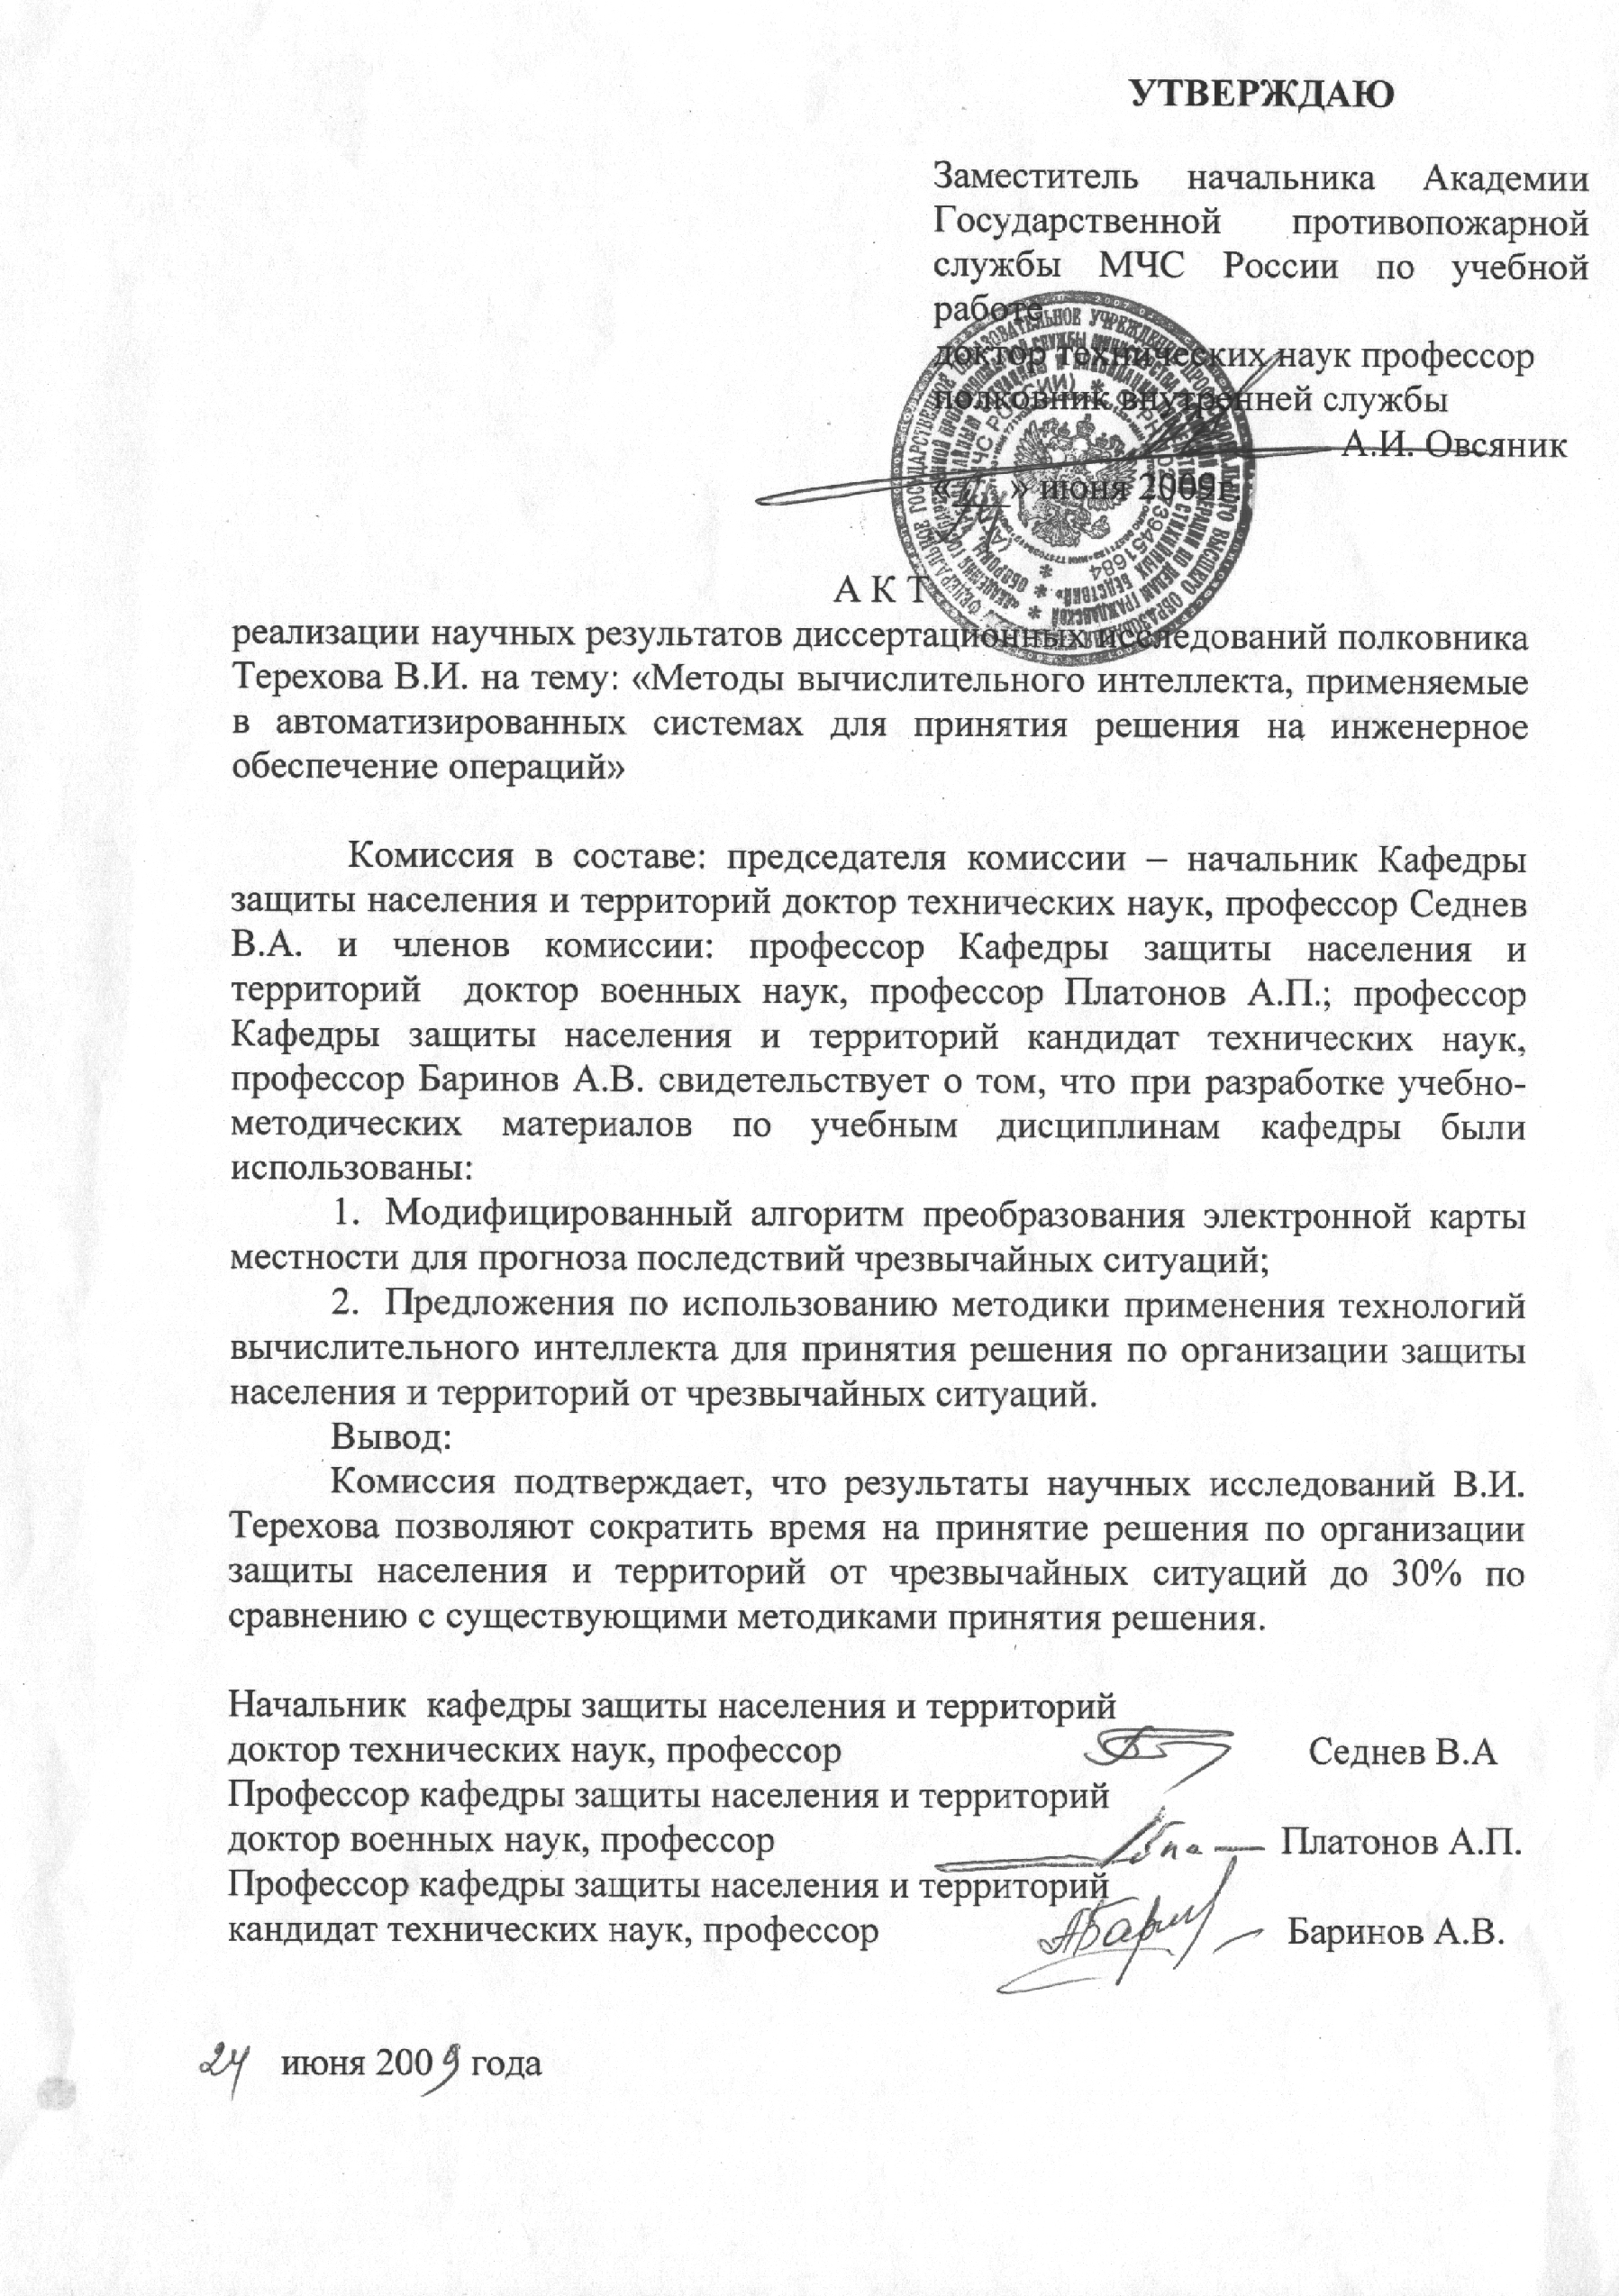 УТВЕРЖДАЮ
Заместитель начальника Академии
Государственной противопожарной
службы МЧС России по учебной
работе
доктор технических наук профессор
полковник внутренней службы
А.И. Овсяник
«24» июня 2009г.
А К Т
реализации научных результатов диссертационных исследований полковника
Терехова В.И. на тему: «Методы вычислительного интеллекта, применяемые
в автоматизированных системах для принятия решения на инженерное
обеспечение операций»
Комиссия в составе: председателя комиссии – начальник Кафедры
защиты населения и территорий доктор технических наук, профессор Седнев
В.А. и членов комиссии: профессор Кафедры защиты населения и
территорий доктор военных наук, профессор Платонов А.П.; профессор
Кафедры защиты населения и территорий кандидат технических наук,
профессор Баринов А.В. свидетельствует о том, что при разработке учебно-
методических материалов по учебным дисциплинам кафедры были
использованы:
1. Модифицированный алгоритм преобразования электронной карты
местности для прогноза последствий чрезвычайных ситуаций;
2. Предложения по использованию методики применения технологий
вычислительного интеллекта для принятия решения по организации защиты
населения и территорий от чрезвычайных ситуаций.
Вывод:
Комиссия подтверждает, что результаты научных исследований В.И.
Терехова позволяют сократить время на принятие решения по организации
защиты населения и территорий от чрезвычайных ситуаций до 30% по
сравнению с существующими методиками принятия решения.
Начальник кафедры защиты населения и территорий
доктор технических наук, профессор Седнев В.А
Профессор кафедры защиты населения и территорий
доктор военных наук, профессор Платонов А.П.
Профессор кафедры защиты населения и территорий
кандидат технических наук, профессор Баринов А.В.
24 июня 2009 года